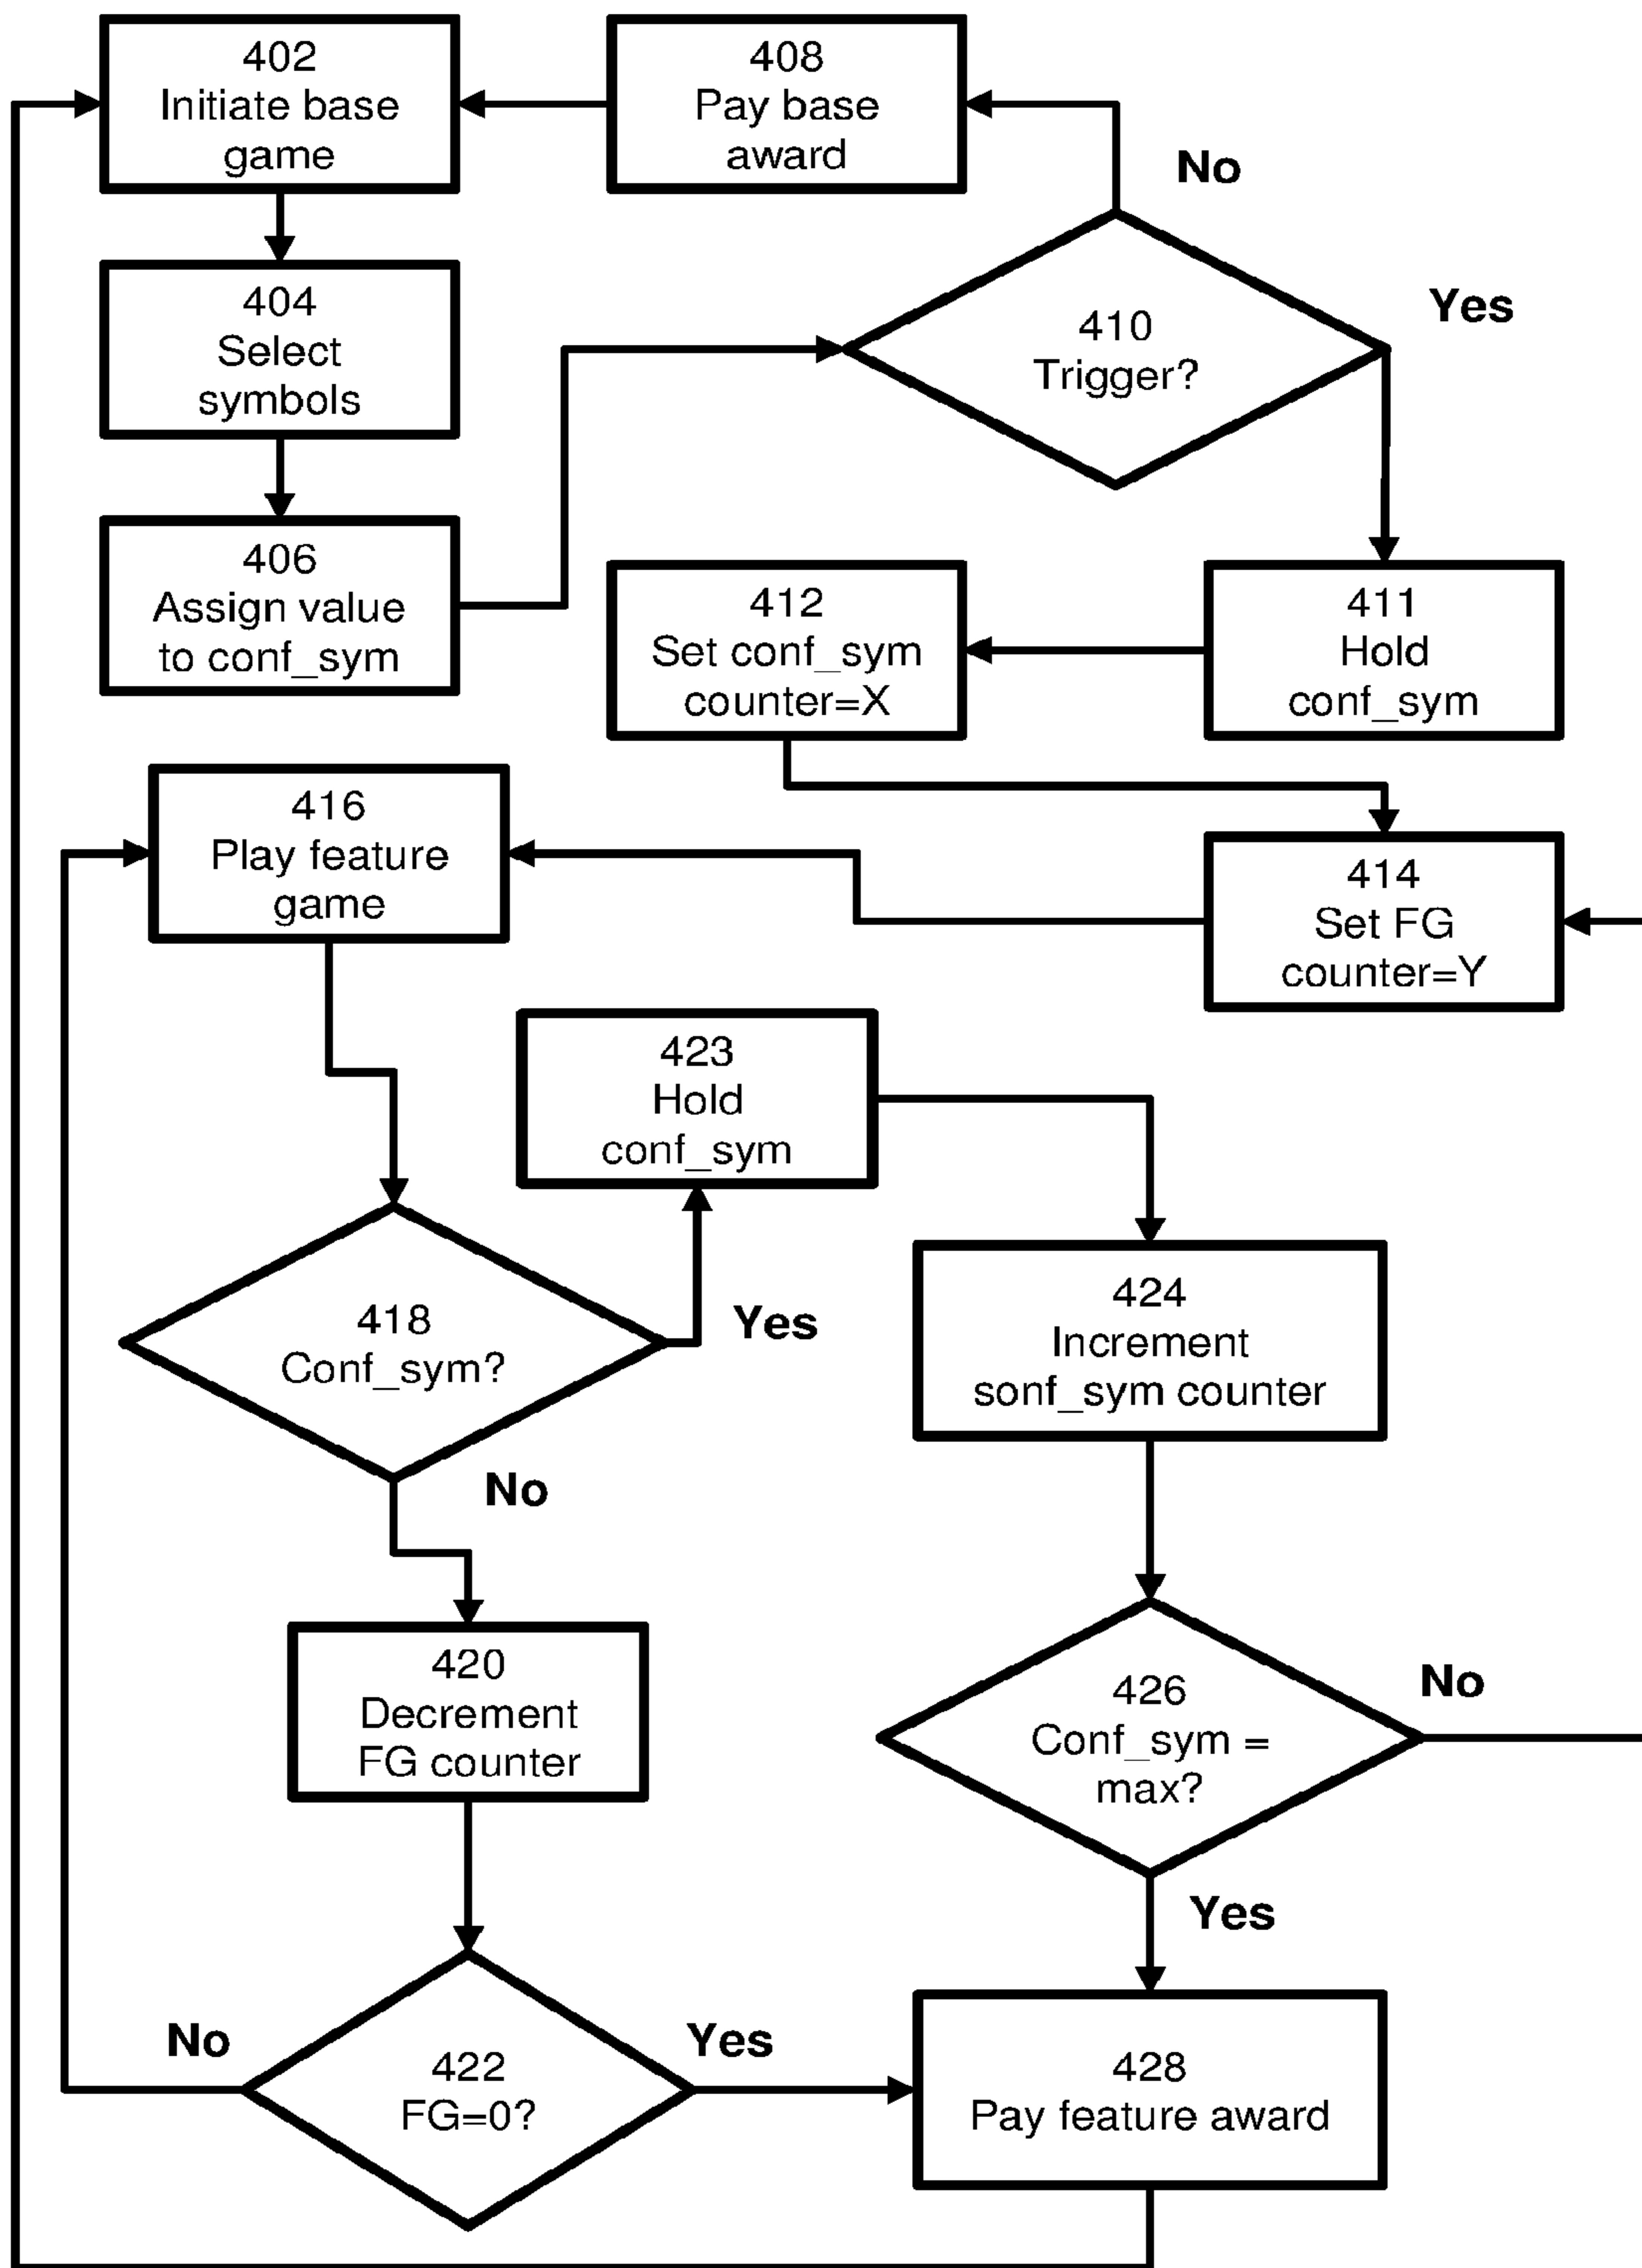 402
Initiate base
game
408
Pay base
award
No
404
Select
symbols
410
Trigger?
Yes
406
Assign value
to conf_sym
412
Set conf_sym
counter=X
411
Hold
conf_sym
416
Play feature
game
414
Set FG
counter=Y
423
Hold
conf_sym
418
Conf_sym?
Yes
No
424
Increment
sonf_sym counter
420
Decrement
FG counter
426
Conf_sym =
max?
No
Yes
422
FG=0?
No
Yes
428
Pay feature award